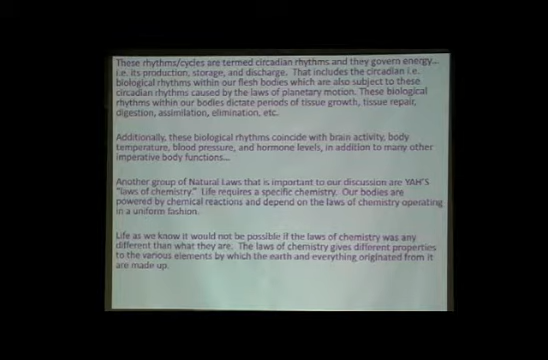 These rhythms/cycles are termed circadian rhythms and they govern energy...
i.e. its production, storage, and discharge.  That includes the circadian i.e.
biological rhythms within our flesh bodies which are also subject to these
circadian rhythms caused by the laws of planetary motion. These biological
rhythms within our bodies dictate periods of tissue growth, tissue repair,
digestion, assimilation, elimination, etc.
Additionally, these biological rhythms coincide with brain activity, body
temperature, blood pressure, and hormone levels, in addition to many other
imperative body functions...
Another group of Natural Laws that is important to our discussion are YAH'S
"laws of chemistry."  Life requires a specific chemistry.  Our bodies are
powered by chemical reactions and depend on the laws of chemistry operating
in a uniform fashion.
Life as we know it would not be possible if the laws of chemistry was any
different than what they are.  The laws of chemistry gives different properties
to the various elements by which the earth and everything originated from it
are made up.